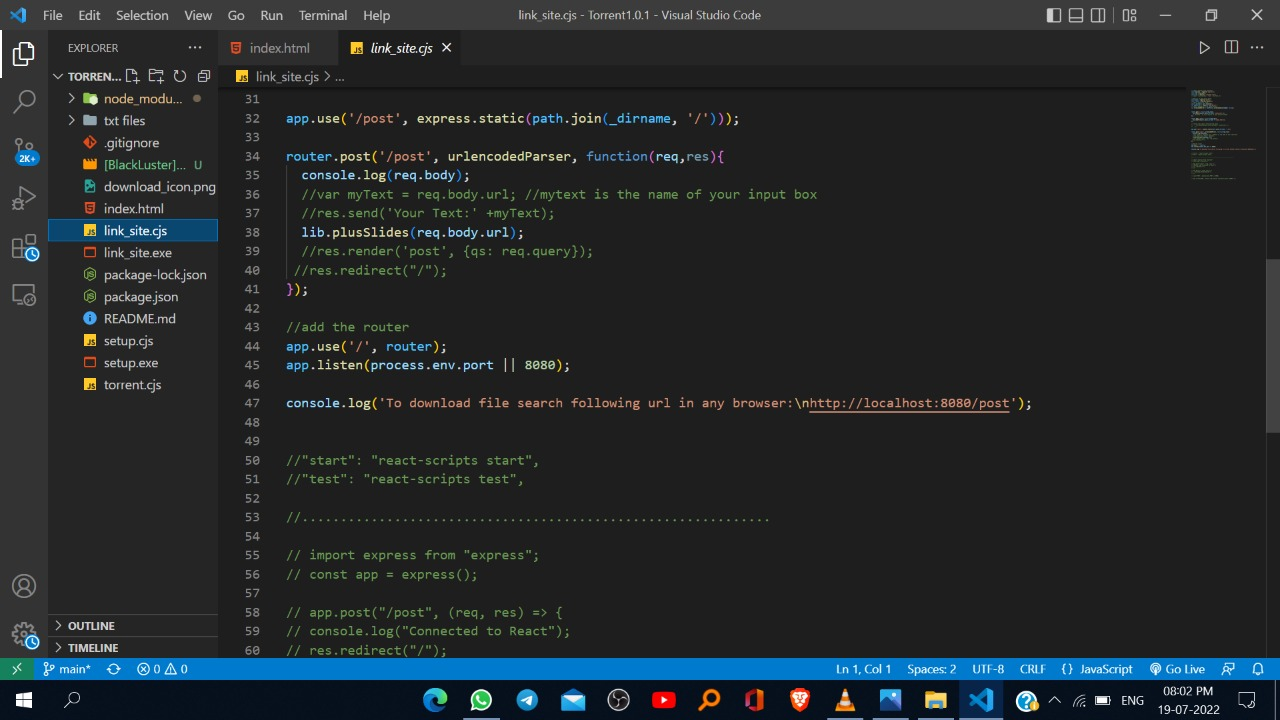 File Edit Selection View Go Run Terminal Help link_site.cjs - Torrent1.0.1 - Visual Studio Code
EXPLORER ...
index.html
link_site.cjs
TORREN...
link_site.cjs > ...
node_modu...
txt files
.gitignore
[BlackLuster]... U
download_icon.png
index.html
link_site.cjs
link_site.exe
package-lock.json
package.json
README.md
setup.cjs
setup.exe
torrent.cjs
OUTLINE
TIMELINE
2K+
31
32 app.use('/post', express.static(path.join(_dirname, '/')));
33
34 router.post('/post', urlencodedParser, function(req,res){
35 console.log(req.body);
36 //var myText = req.body.url; //mytext is the name of your input box
37 //res.send('Your Text:' +myText);
38 lib.plusSlides(req.body.url);
39 //res.render('post', {qs: req.query});
40 //res.redirect("/");
41 });
42
43 //add the router
44 app.use('/', router);
45 app.listen(process.env.port || 8080);
46
47 console.log('To download file search following url in any browser:\nhttp://localhost:8080/post');
48
49
50 //"start": "react-scripts start",
51 //"test": "react-scripts test",
52
53 //.............................................................
54
55 // import express from "express";
56 // const app = express();
57
58 // app.post("/post", (req, res) => {
59 // console.log("Connected to React");
60 // res.redirect("/");
main* 0 0 Ln 1, Col 1 Spaces: 2 UTF-8 CRLF {} JavaScript Go Live
ENG 08:02 PM
19-07-2022